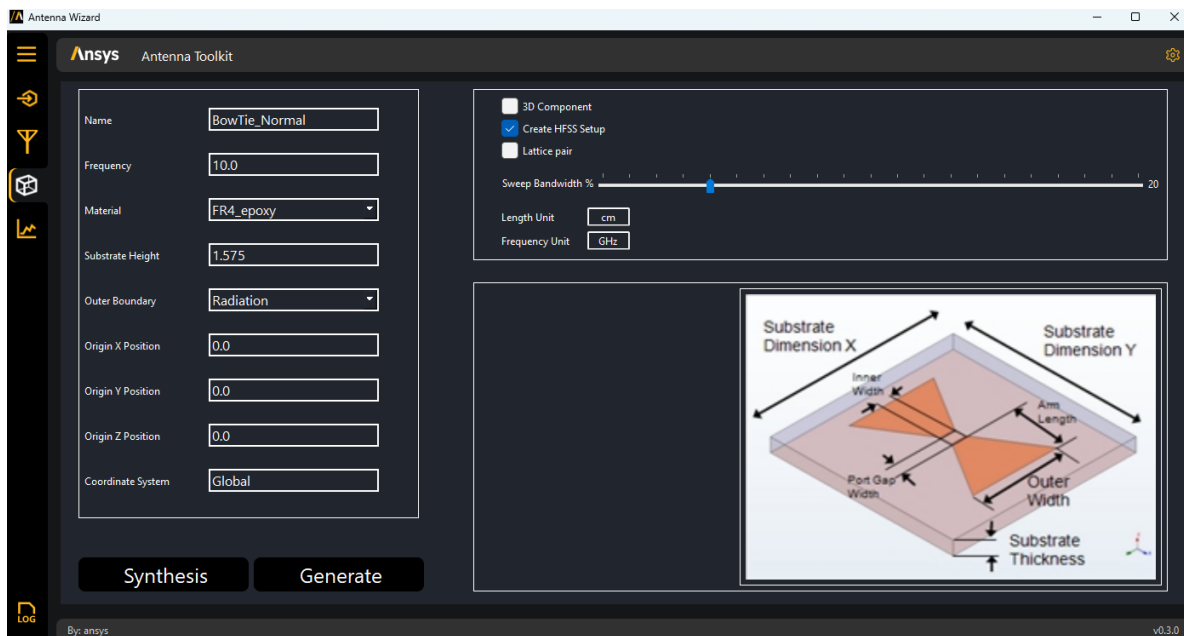 Antenna Wizard
Ansys Antenna Toolkit
Name BowTie_Normal
Frequency 10.0
Material FR4_epoxy
Substrate Height 1.575
Outer Boundary Radiation
Origin X Position 0.0
Origin Y Position 0.0
Origin Z Position 0.0
Coordinate System Global
Synthesis Generate
3D Component
Create HFSS Setup
Lattice pair
Sweep Bandwidth % 20
Length Unit cm
Frequency Unit GHz
Substrate
Dimension X
Substrate
Dimension Y
Inner
Width
Arm
Length
Port Gap
Width
Outer
Width
Substrate
Thickness
LOG
By: ansys v0.3.0